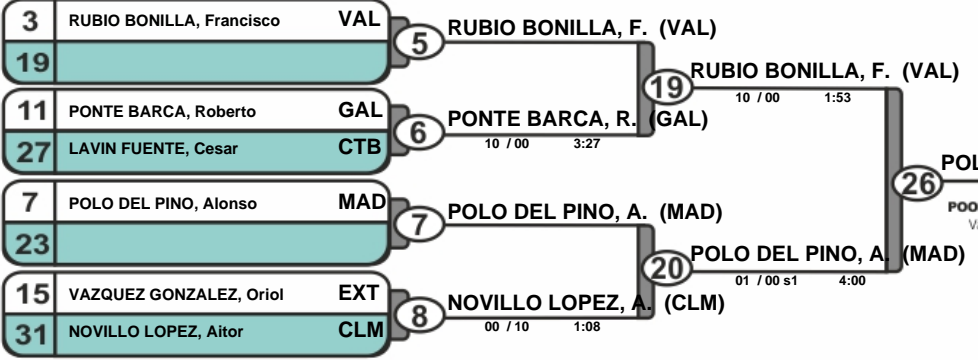 3 RUBIO BONILLA, Francisco VAL
19
5
RUBIO BONILLA, F. (VAL)
11 PONTE BARCA, Roberto GAL
27 LAVIN FUENTE, Cesar CTB
6
PONTE BARCA, R. (GAL)
10 / 00 3:27
19
RUBIO BONILLA, F. (VAL)
10 / 00 1:53
7 POLO DEL PINO, Alonso MAD
23
7
POLO DEL PINO, A. (MAD)
15 VAZQUEZ GONZALEZ, Oriol EXT
31 NOVILLO LOPEZ, Aitor CLM
8
NOVILLO LOPEZ, A. (CLM)
00 / 10 1:08
20
POLO DEL PINO, A. (MAD)
01 / 00 s1 4:00
26
POL
POO